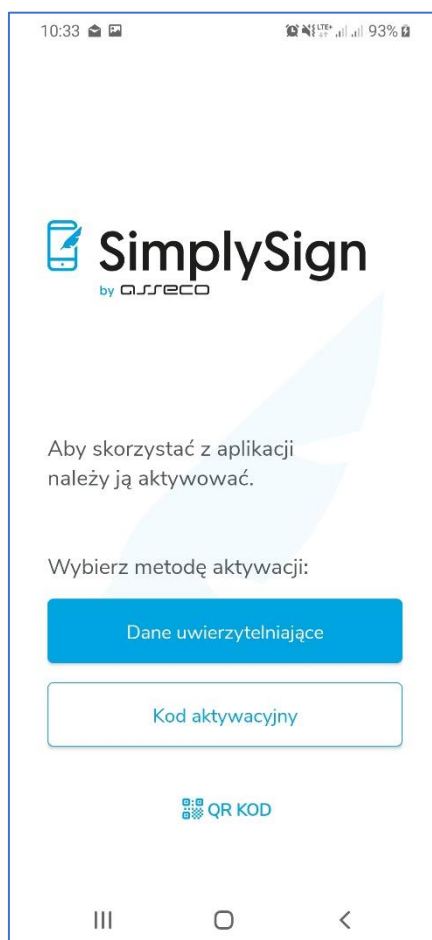 10:33
LTE+ 93%
SimplySign
by asseco
Aby skorzystać z aplikacji
należy ją aktywować.
Wybierz metodę aktywacji:
Dane uwierzytelniające
Kod aktywacyjny
QR KOD